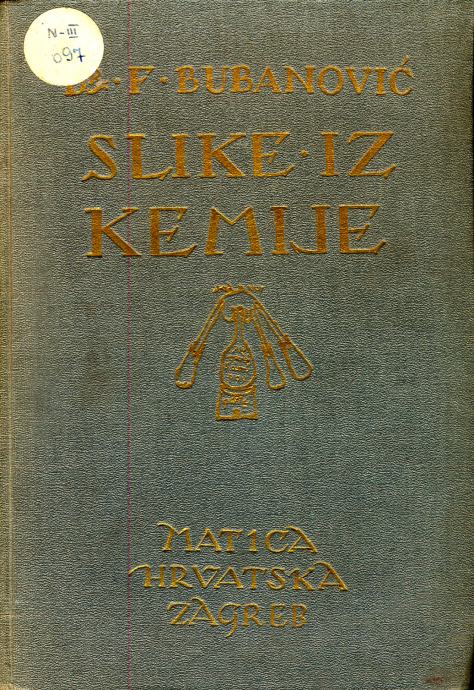 N-III
697
DR·F·BUBANOVIĆ
SLIKE·IZ
KEMIJE
MATICA
HRVATSKA
ZAGREB